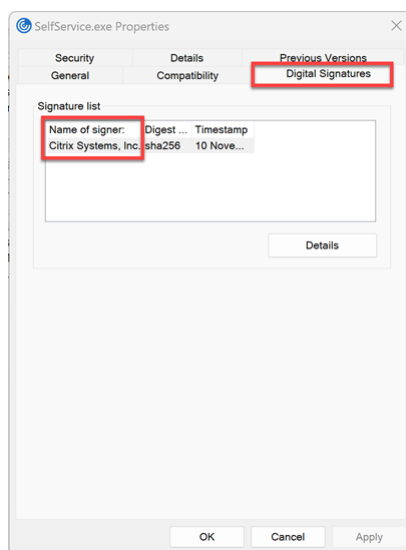 SelfService.exe Properties
Security Details Previous Versions
General Compatibility Digital Signatures
Signature list
Name of signer: Digest ... Timestamp
Citrix Systems, Inc. sha256 10 Nove...
Details
OK Cancel Apply